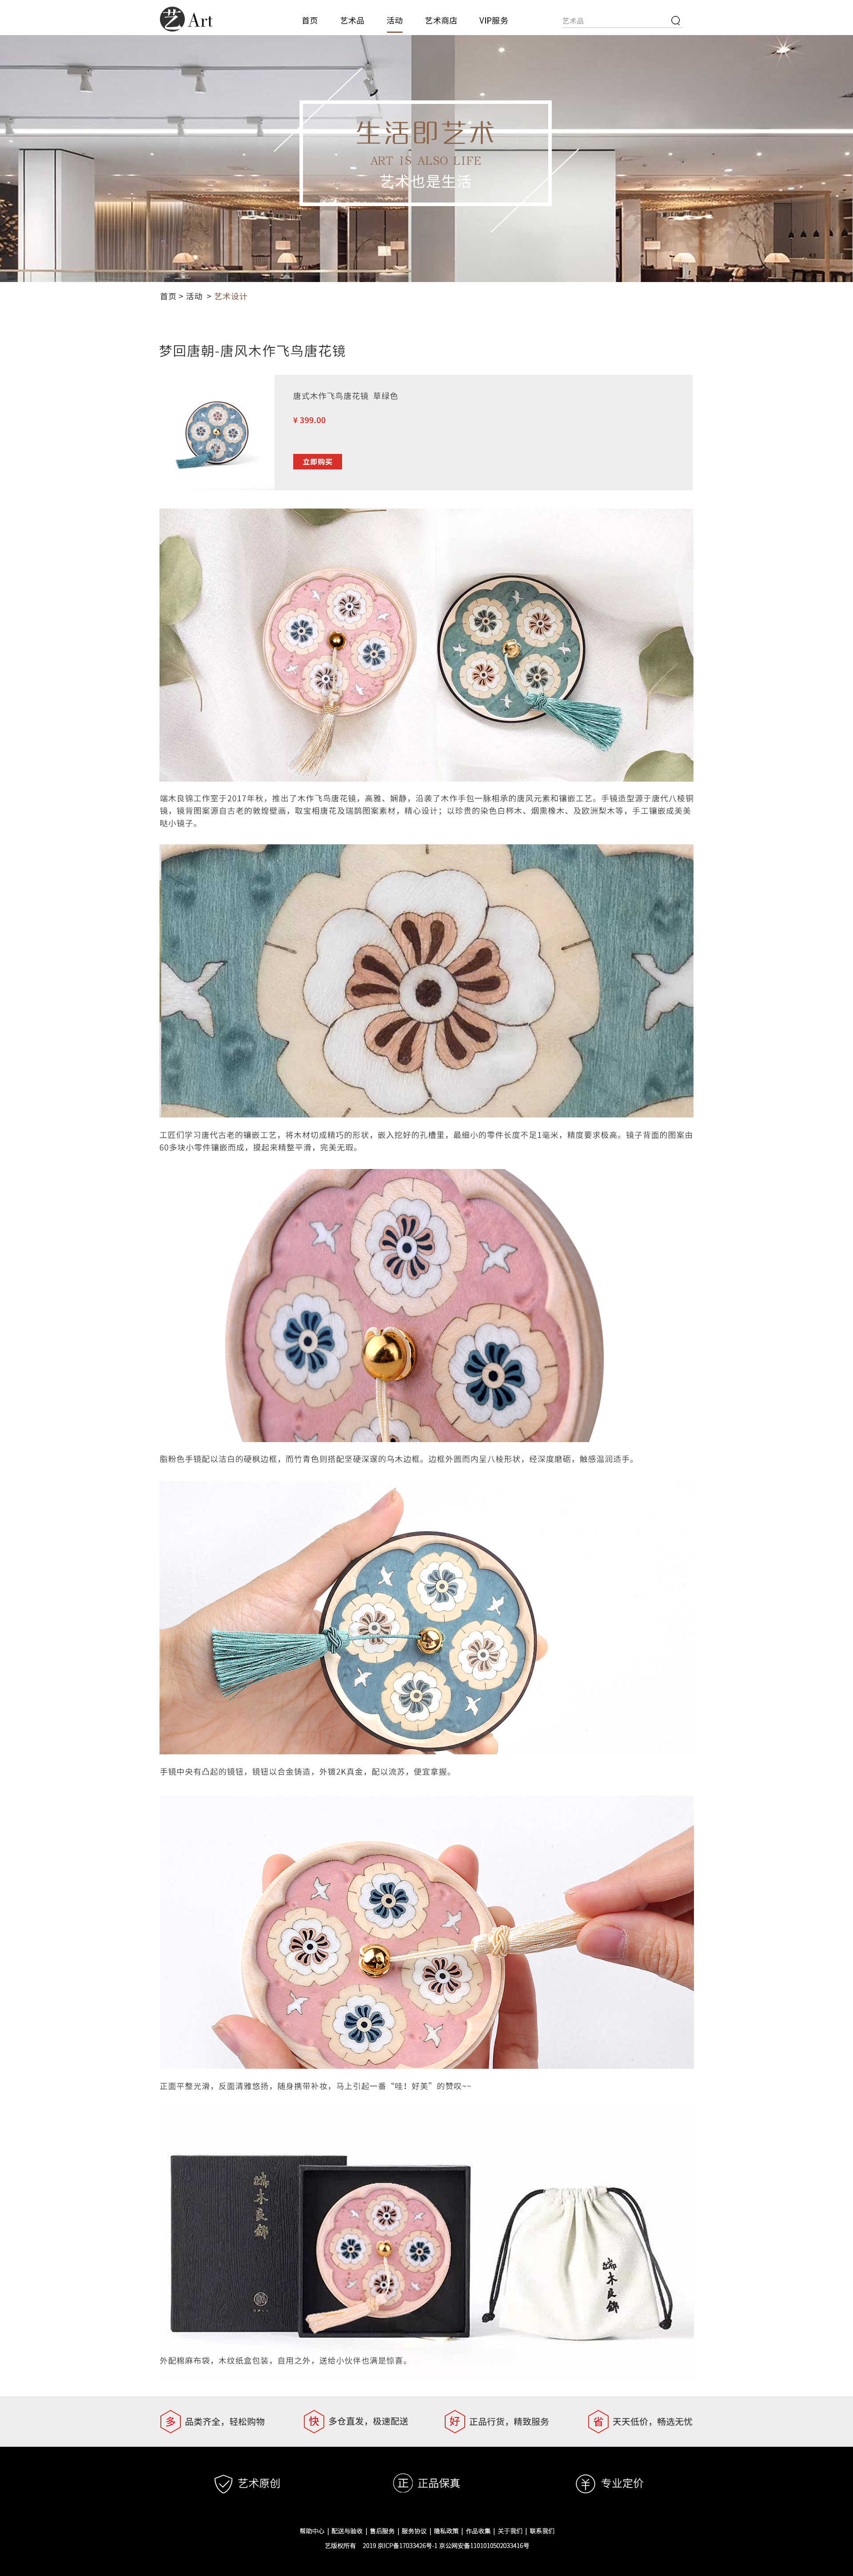 艺 Art
首页 艺术品 活动 艺术商店 VIP服务 艺术品
生活即艺术
ART IS ALSO LIFE
艺术也是生活
首页 > 活动 > 艺术设计
梦回唐朝-唐风木作飞鸟唐花镜
唐式木作飞鸟唐花镜 草绿色
¥ 399.00
立即购买
端木良锦工作室于2017年秋，推出了木作飞鸟唐花镜，高雅、娴静，沿袭了木作手包一脉相承的唐风元素和镶嵌工艺。手镜造型源于唐代八棱铜
镜，镜背图案源自古老的敦煌壁画，取宝相唐花及瑞鹊图案素材，精心设计；以珍贵的染色白梣木、烟熏橡木、及欧洲梨木等，手工镶嵌成美美
哒小镜子。
工匠们学习唐代古老的镶嵌工艺，将木材切成精巧的形状，嵌入挖好的孔槽里，最细小的零件长度不足1毫米，精度要求极高。镜子背面的图案由
60多块小零件镶嵌而成，摸起来精整平滑，完美无瑕。
脂粉色手镜配以洁白的硬枫边框，而竹青色则搭配坚硬深邃的乌木边框。边框外圆而内呈八棱形状，经深度磨砺，触感温润适手。
手镜中央有凸起的镜钮，镜钮以合金铸造，外镀2K真金，配以流苏，便宜拿握。
正面平整光滑，反面清雅悠扬，随身携带补妆，马上引起一番“哇！好美”的赞叹~~
端木良锦
端木良锦
外配棉麻布袋，木纹纸盒包装，自用之外，送给小伙伴也满是惊喜。
多 品类齐全，轻松购物 快 多仓直发，极速配送 好 正品行货，精致服务 省 天天低价，畅选无忧
艺术原创 正 正品保真 ¥ 专业定价
帮助中心 | 配送与验收 | 售后服务 | 服务协议 | 隐私政策 | 作品收集 | 关于我们 | 联系我们
艺版权所有 2019 京ICP备17033426号-1 京公网安备1101010502033416号